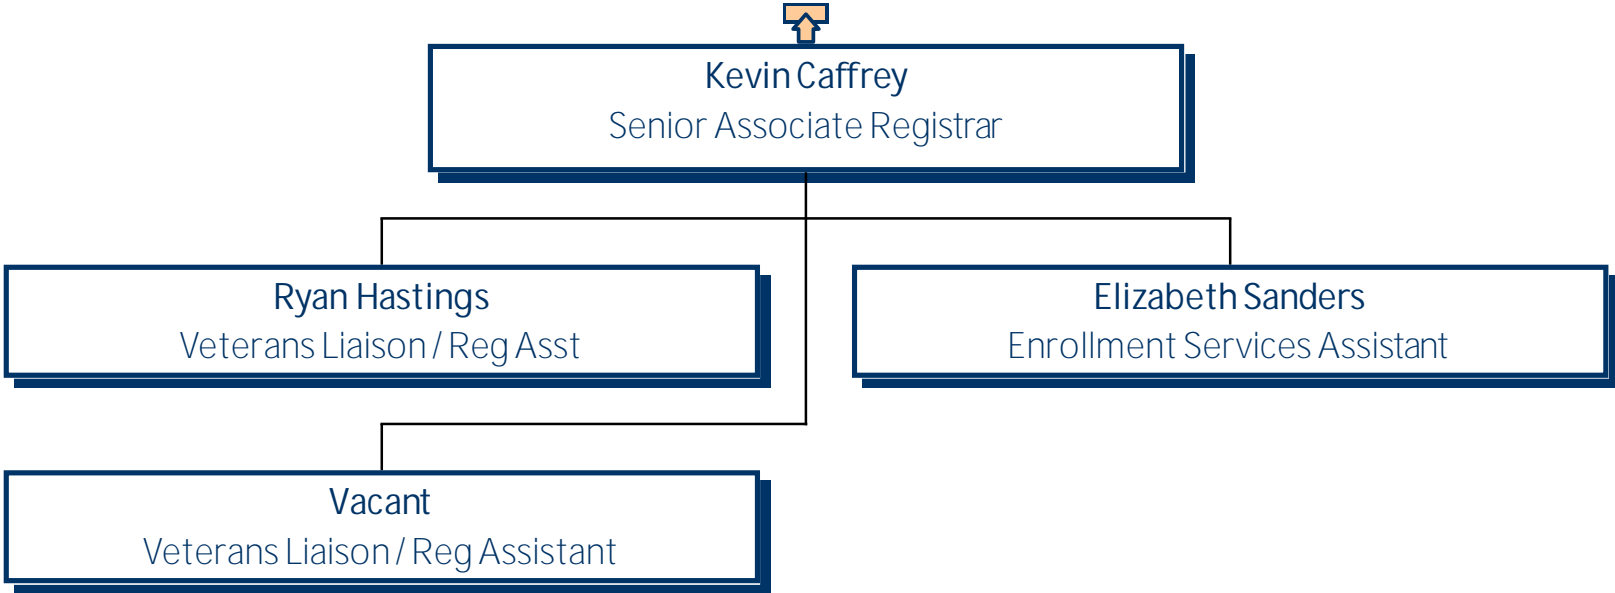 Kevin Caffrey
Senior Associate Registrar
Ryan Hastings
Veterans Liaison / Reg Asst
Elizabeth Sanders
Enrollment Services Assistant
Vacant
Veterans Liaison / Reg Assistant